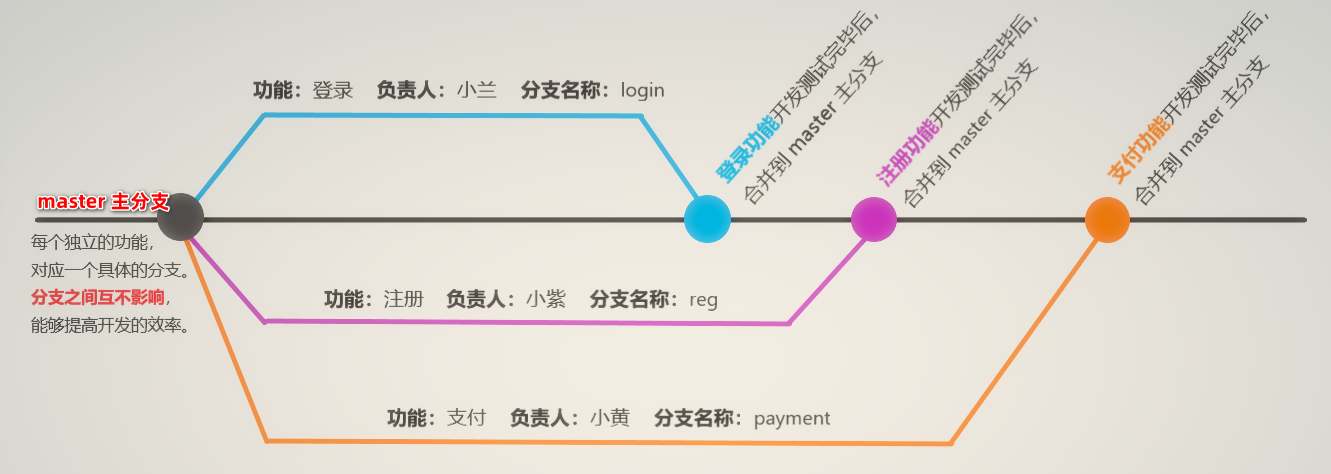 功能：登录 负责人：小兰 分支名称：login
登录功能开发测试完毕后，
合并到 master 主分支
注册功能开发测试完毕后，
合并到 master 主分支
支付功能开发测试完毕后，
合并到 master 主分支
master 主分支
每个独立的功能，
对应一个具体的分支。
分支之间互不影响，
能够提高开发的效率。
功能：注册 负责人：小紫 分支名称：reg
功能：支付 负责人：小黄 分支名称：payment